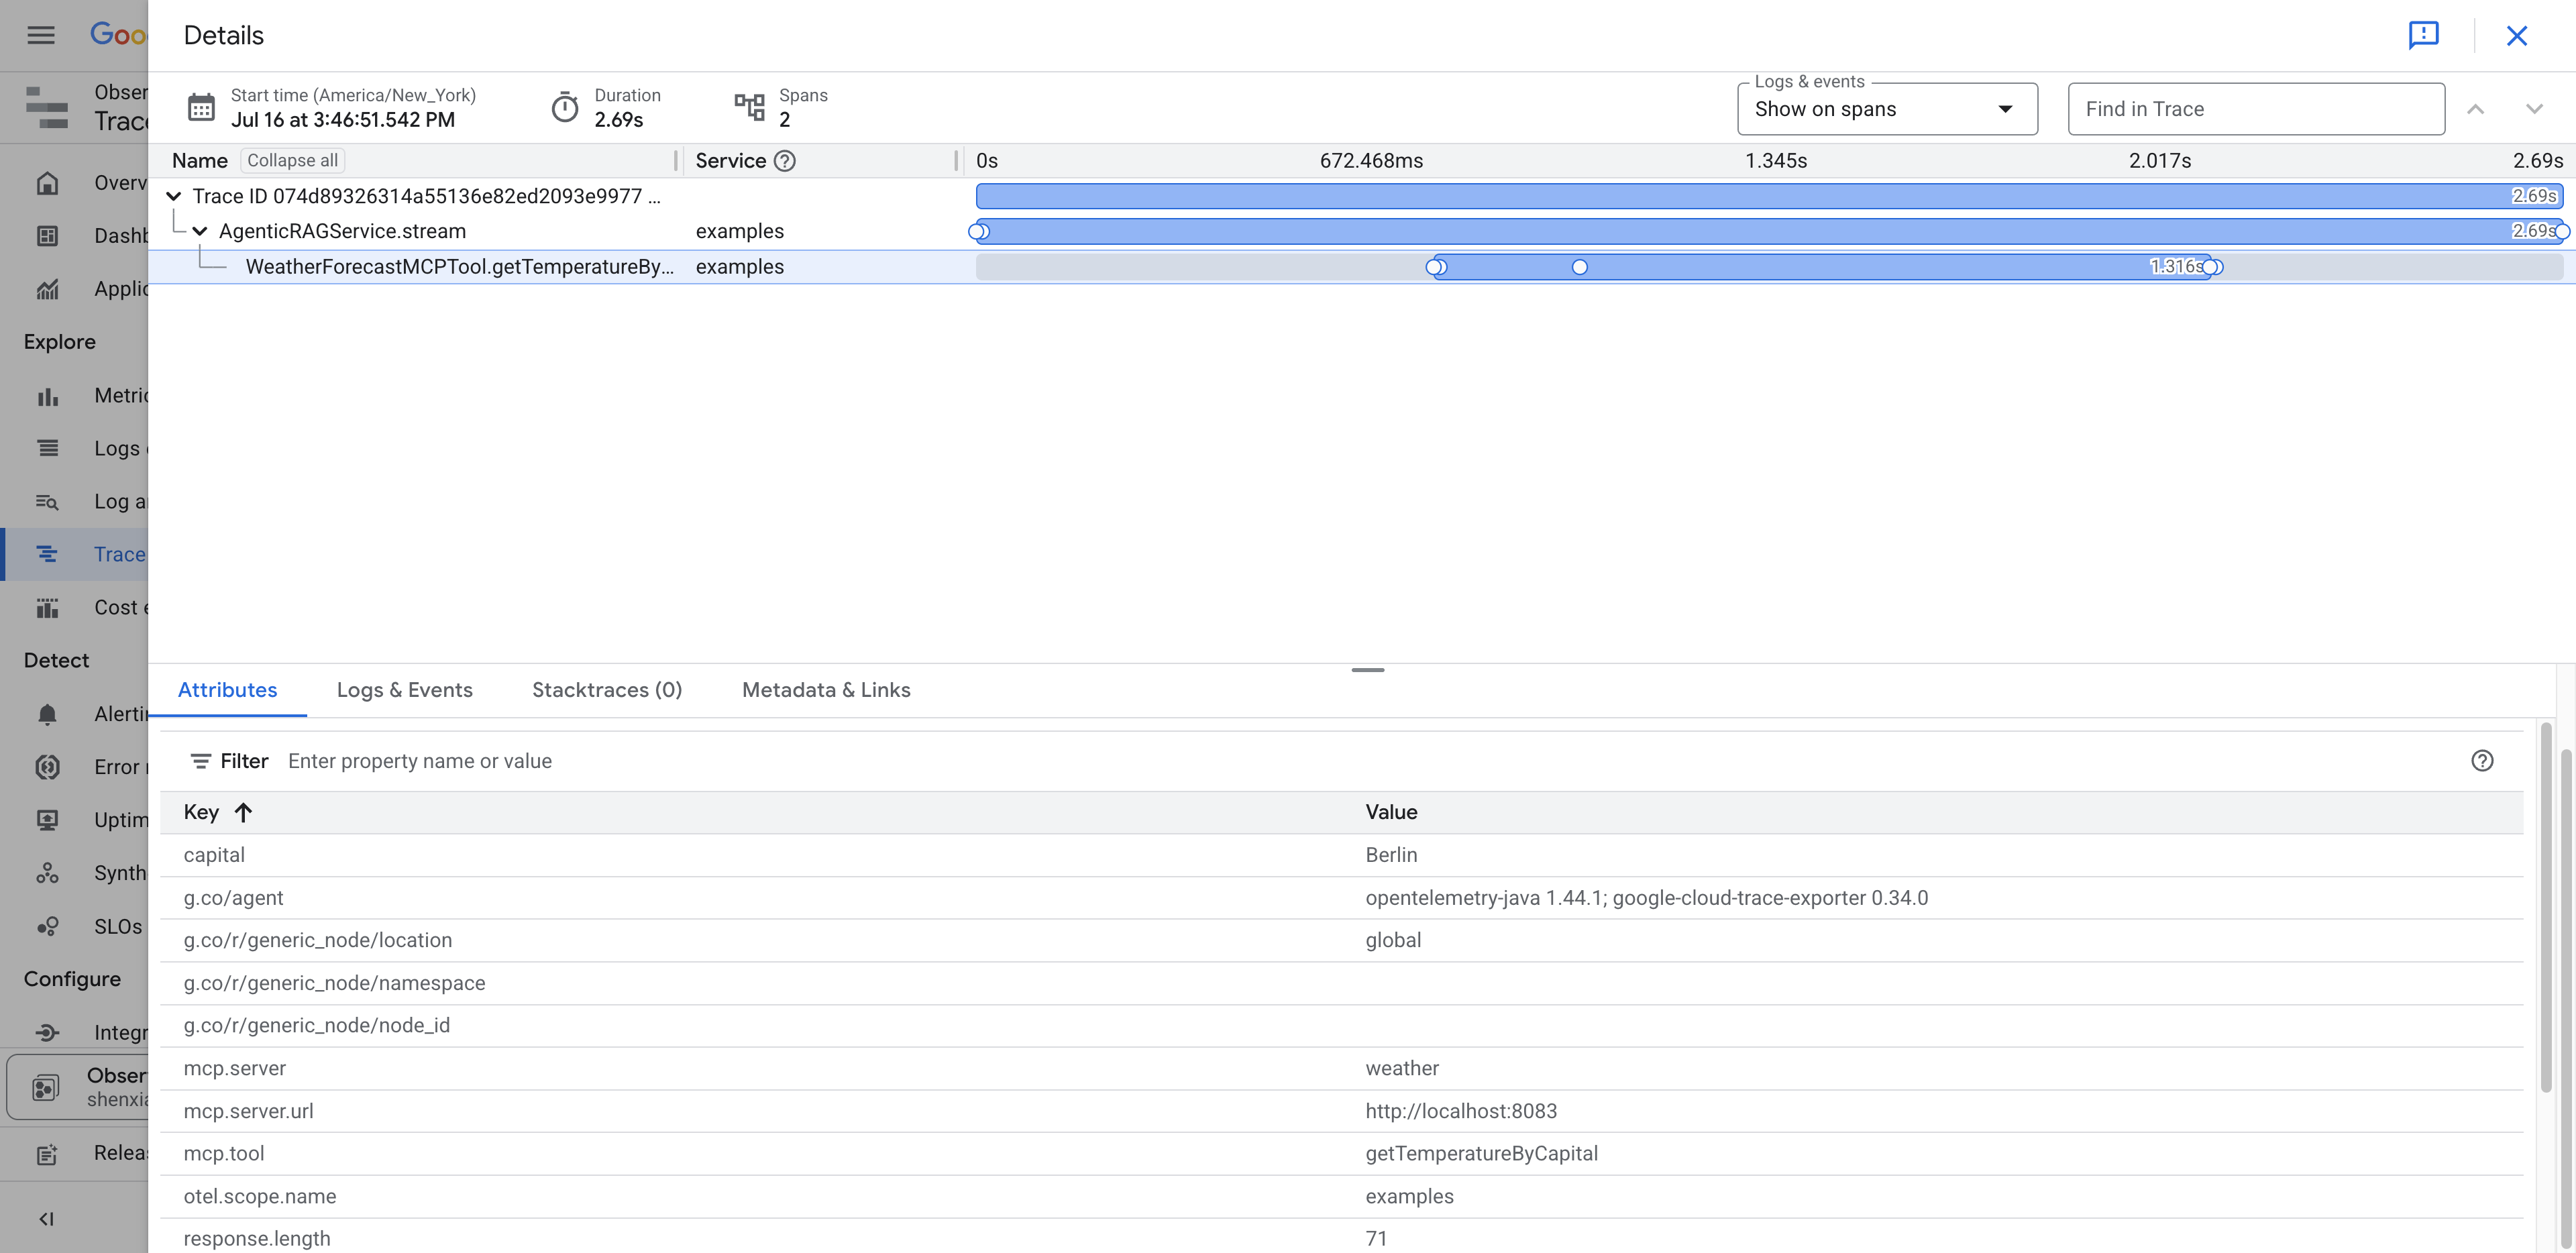 Details
Goo
Obser
Trace
Start time (America/New_York)
Jul 16 at 3:46:51.542 PM
Duration
2.69s
Spans
2
Logs & events
Show on spans
Find in Trace
Name Collapse all Service 0s 672.468ms 1.345s 2.017s 2.69s
Trace ID 074d89326314a55136e82ed2093e9977 ... 2.69s
AgenticRAGService.stream examples 2.69s
WeatherForecastMCPTool.getTemperatureBy... examples 1.316s
Overv
Dashb
Applic
Explore
Metric
Logs
Log a
Trace
Cost e
Detect
Alerti
Error r
Uptim
Synth
SLOs
Configure
Integr
Obser
shenxia
Releas
Attributes Logs & Events Stacktraces (0) Metadata & Links
Filter Enter property name or value
Key Value
capital Berlin
g.co/agent opentelemetry-java 1.44.1; google-cloud-trace-exporter 0.34.0
g.co/r/generic_node/location global
g.co/r/generic_node/namespace
g.co/r/generic_node/node_id
mcp.server weather
mcp.server.url http://localhost:8083
mcp.tool getTemperatureByCapital
otel.scope.name examples
response.length 71